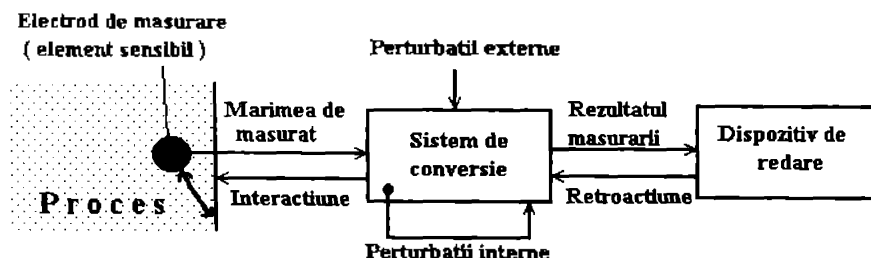 Electrod de masurare
( element sensibil )
Perturbatii externe
Marimea de
masurat
Sistem de
conversie
Rezultatul
masurarii
Dispozitiv de
redare
Interactiune
Retroactiune
Proces
Perturbatii interne